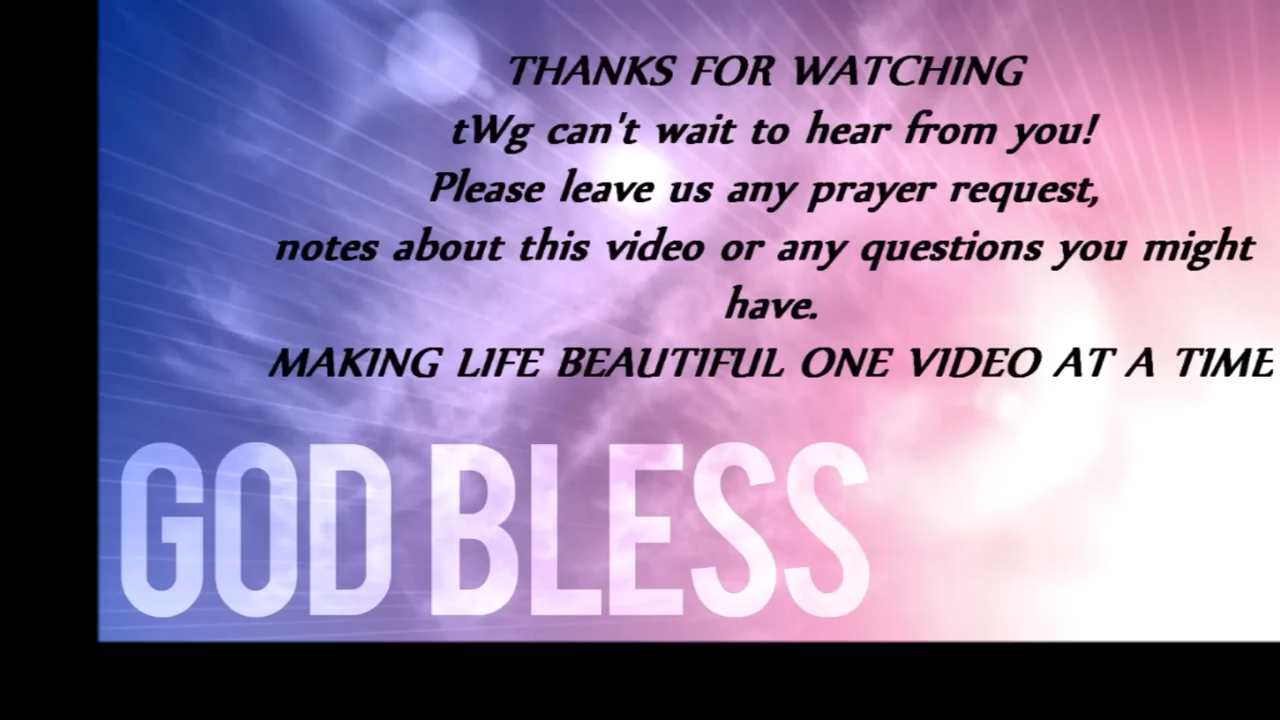 THANKS FOR WATCHING
tWg can't wait to hear from you!
Please leave us any prayer request,
notes about this video or any questions you might
have.
MAKING LIFE BEAUTIFUL ONE VIDEO AT A TIME
GOD BLESS